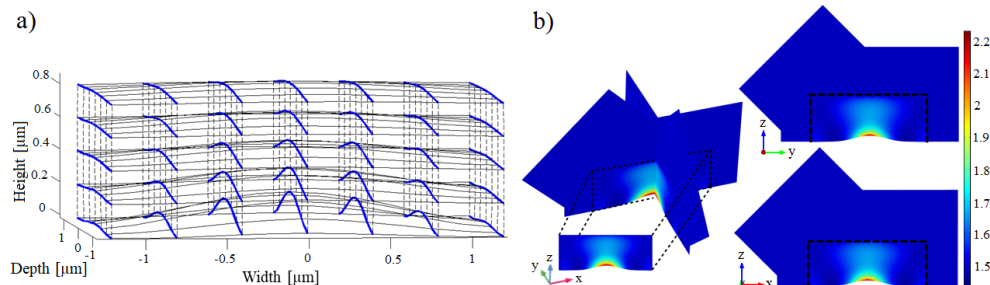 a)
0.8
0.6
0.4
0.2
0
Height [μm]
1
0
-1
Depth [μm]
-1
-0.5
0
0.5
1
Width [μm]
b)
z
y
x
z
y
z
x
2.2
2.1
2
1.9
1.8
1.7
1.6
1.5